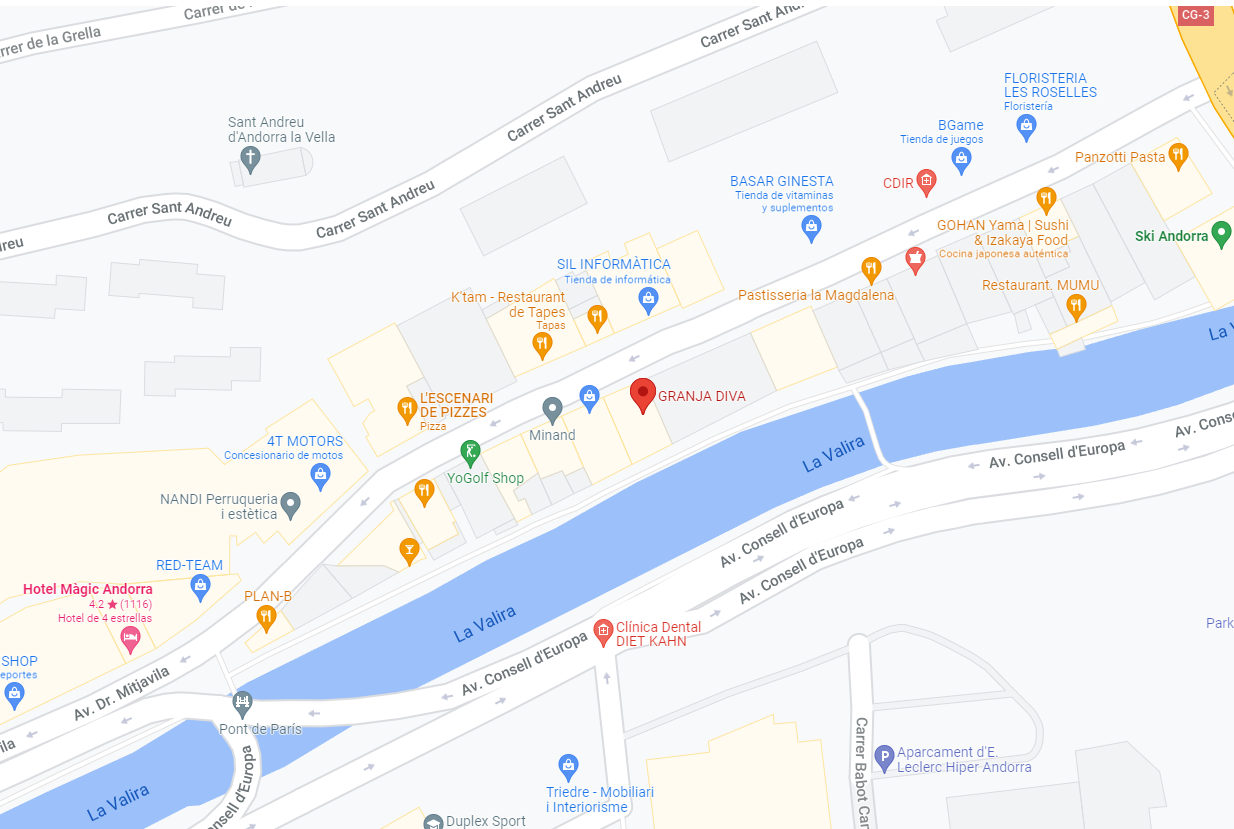 Carrer de l
CG-3
rrer de la Grella
Carrer Sant And
Carrer Sant Andreu
FLORISTERIA
LES ROSELLES
Floristería
Sant Andreu
d'Andorra la Vella
BGame
Tienda de juegos
Panzotti Pasta
BASAR GINESTA
Tienda de vitaminas
y suplementos
CDIR
Carrer Sant Andreu
Carrer Sant Andreu
reu
GOHAN Yama | Sushi
& Izakaya Food
Cocina japonesa auténtica
Ski Andorra
SIL INFORMÀTICA
Tienda de informática
Restaurant. MUMU
K'tam - Restaurant
de Tapes
Tapas
Pastisseria la Magdalena
La V
L'ESCENARI
DE PIZZES
Pizza
GRANJA DIVA
Minand
Av. Cons
4T MOTORS
Concesionario de motos
La Valira
Av. Consell d'Europa
YoGolf Shop
NANDI Perruqueria
i estètica
Av. Consell d'Europa
RED-TEAM
Av. Consell d'Europa
Hotel Màgic Andorra
4.2 ★ (1116)
Hotel de 4 estrellas
PLAN-B
La Valira
Clínica Dental
DIET KAHN
Park
SHOP
eportes
Av. Consell d'Europa
Av. Dr. Mitjavila
Pont de París
ila
Carrer Babot Car
Aparcament d'E.
Leclerc Hiper Andorra
P
La Valira
onsell d'Europa
Triedre - Mobiliari
i Interiorisme
Duplex Sport